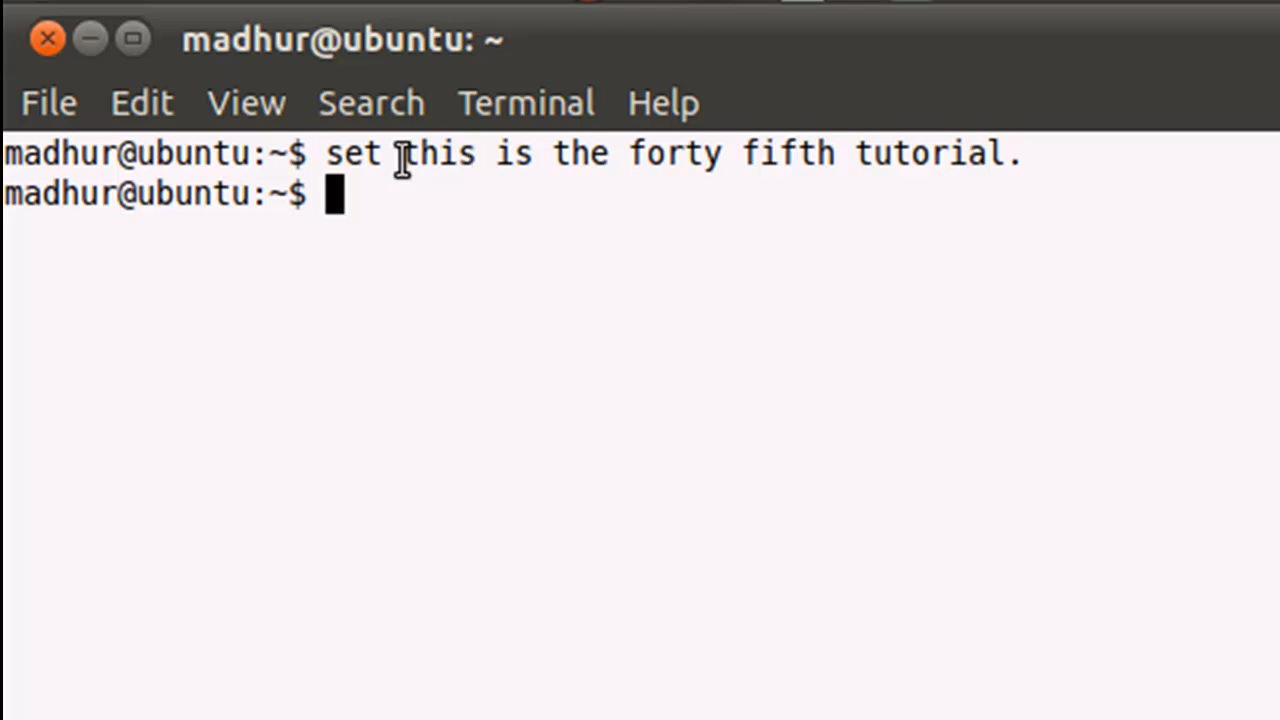 madhur@ubuntu: ~
File Edit View Search Terminal Help
madhur@ubuntu:~$ set this is the forty fifth tutorial.
madhur@ubuntu:~$